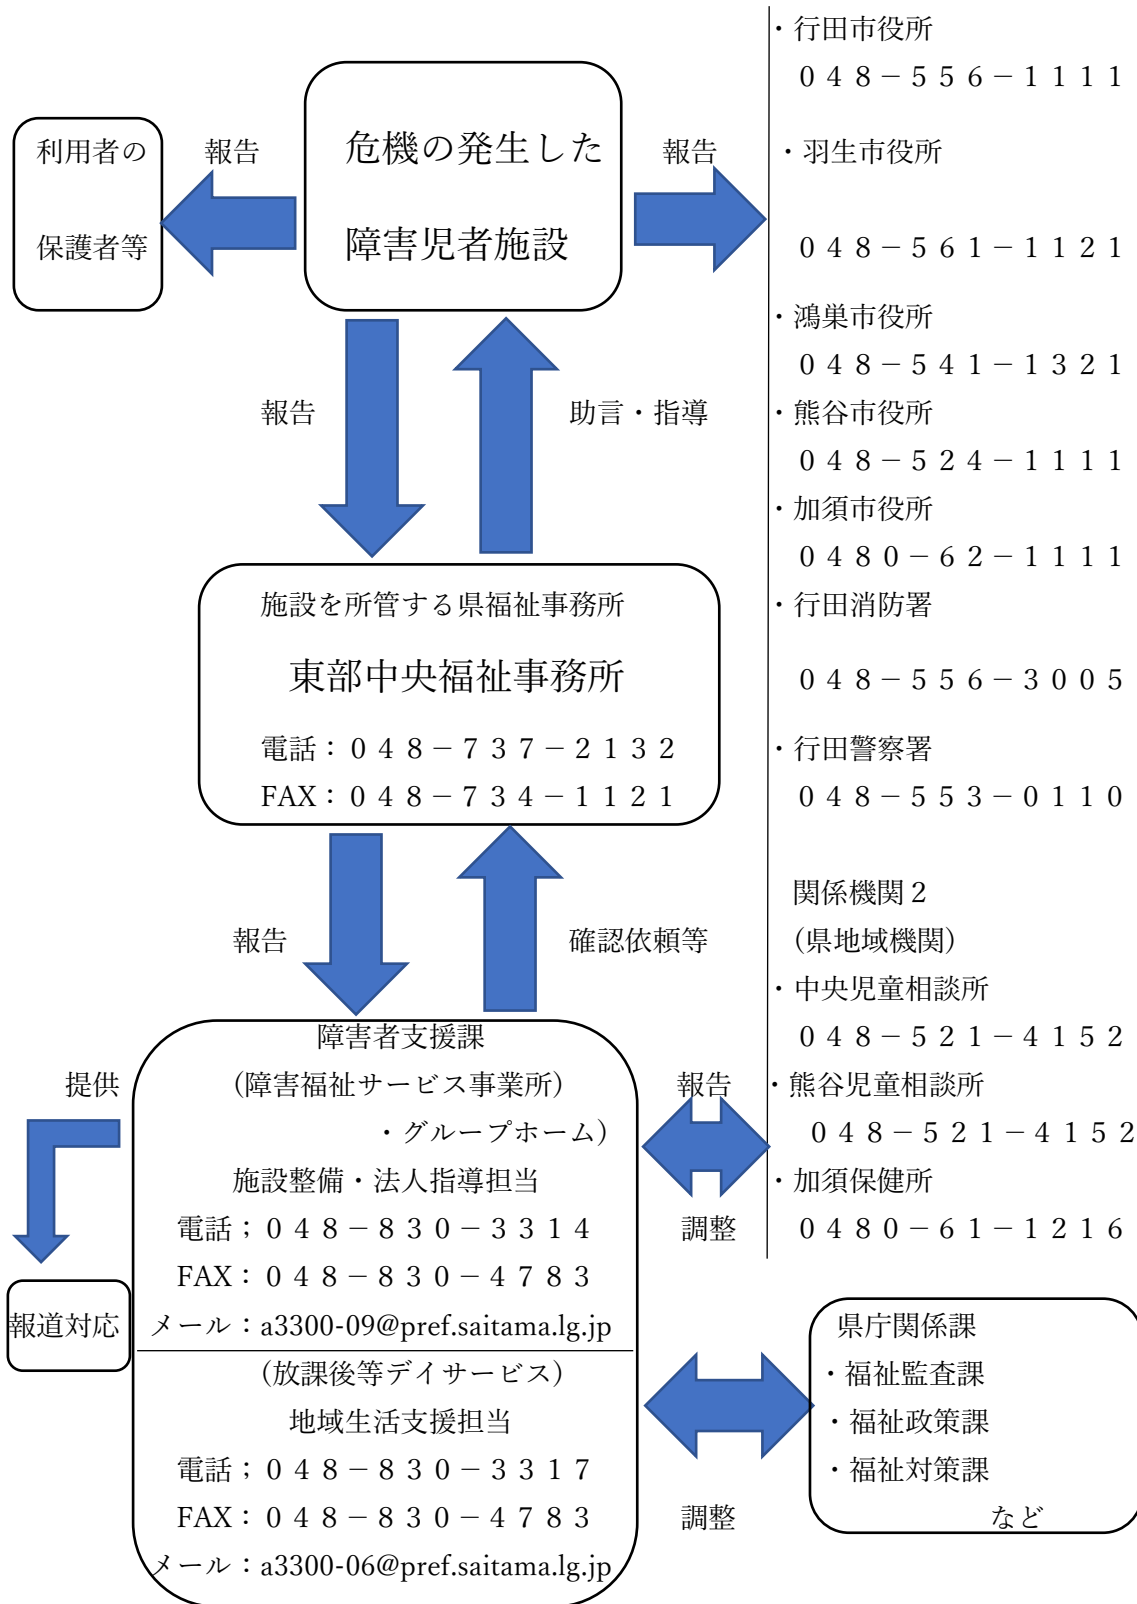 ・行田市役所
０４８－５５６－１１１１
利用者の
保護者等
報告
危機の発生した
障害児者施設
報告
・羽生市役所
０４８－５６１－１１２１
・鴻巣市役所
０４８－５４１－１３２１
・熊谷市役所
０４８－５２４－１１１１
・加須市役所
０４８０－６２－１１１１
・行田消防署
０４８－５５６－３００５
・行田警察署
０４８－５５３－０１１０
報告
助言・指導
施設を所管する県福祉事務所
東部中央福祉事務所
電話：０４８－７３７－２１３２
FAX：０４８－７３４－１１２１
報告
確認依頼等
関係機関２
（県地域機関）
・中央児童相談所
０４８－５２１－４１５２
・熊谷児童相談所
０４８－５２１－４１５２
・加須保健所
０４８０－６１－１２１６
障害者支援課
（障害福祉サービス事業所）
・グループホーム）
施設整備・法人指導担当
電話；０４８－８３０－３３１４
FAX：０４８－８３０－４７８３
メール：a3300-09@pref.saitama.lg.jp
（放課後等デイサービス）
地域生活支援担当
電話；０４８－８３０－３３１７
FAX：０４８－８３０－４７８３
メール：a3300-06@pref.saitama.lg.jp
提供
報道対応
報告
調整
調整
県庁関係課
・福祉監査課
・福祉政策課
・福祉対策課
など